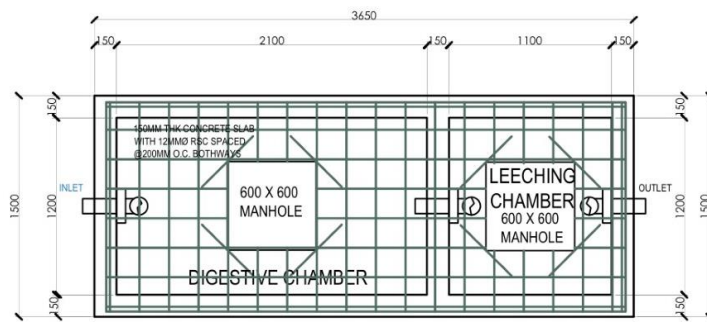 3650
150
2100
150
1100
150
150
150
150MM THK CONCRETE SLAB
WITH 12MMØ RSC SPACED
@200MM O.C. BOTHWAYS
INLET
600 X 600
MANHOLE
LEECHING
CHAMBER
600 X 600
MANHOLE
OUTLET
1500
1200
1200
1500
DIGESTIVE CHAMBER
150
150